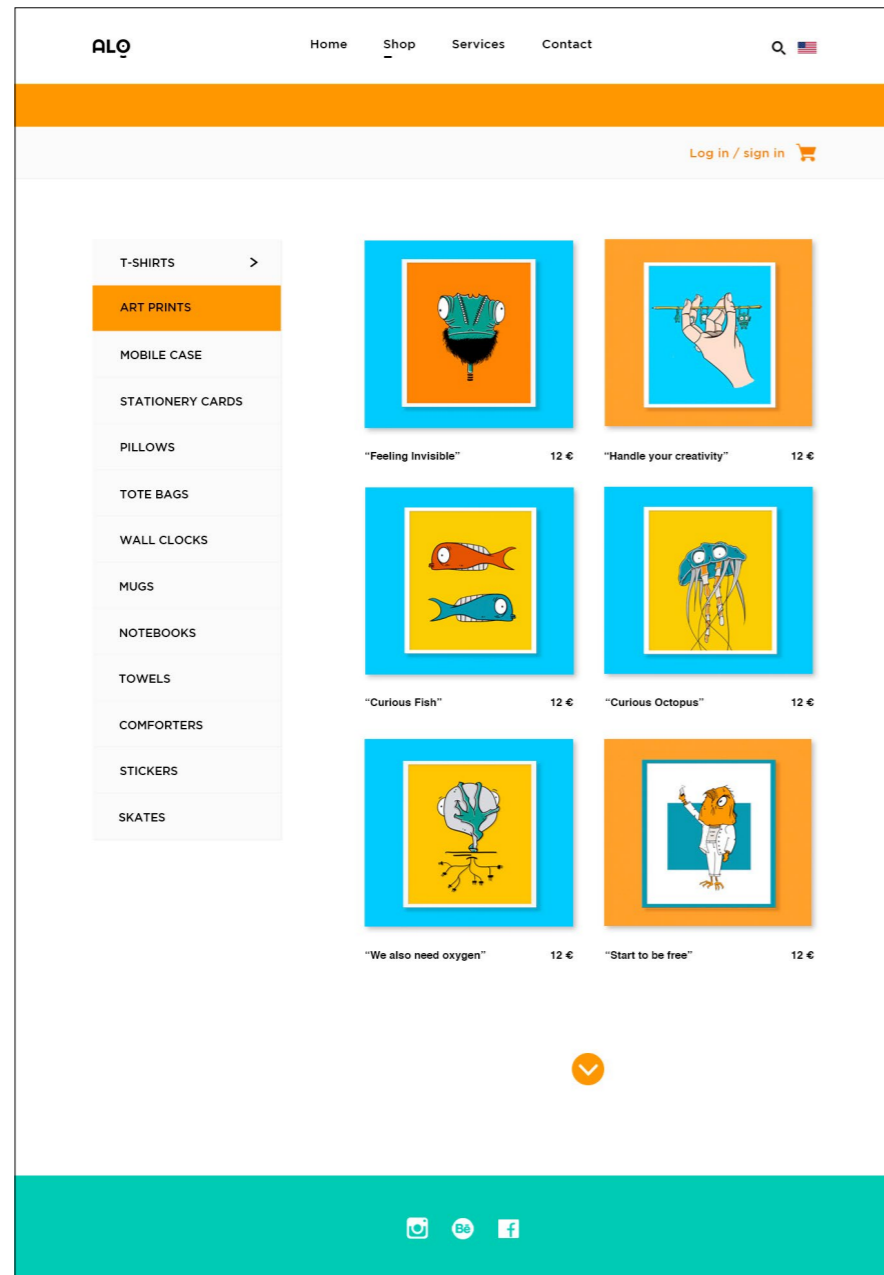 ALO
Home Shop Services Contact
Log in / sign in
T-SHIRTS
ART PRINTS
MOBILE CASE
STATIONERY CARDS
PILLOWS
TOTE BAGS
WALL CLOCKS
MUGS
NOTEBOOKS
TOWELS
COMFORTERS
STICKERS
SKATES
“Feeling Invisible” 12 €
“Handle your creativity” 12 €
“Curious Fish” 12 €
“Curious Octopus” 12 €
“We also need oxygen” 12 €
“Start to be free” 12 €
Bē
f